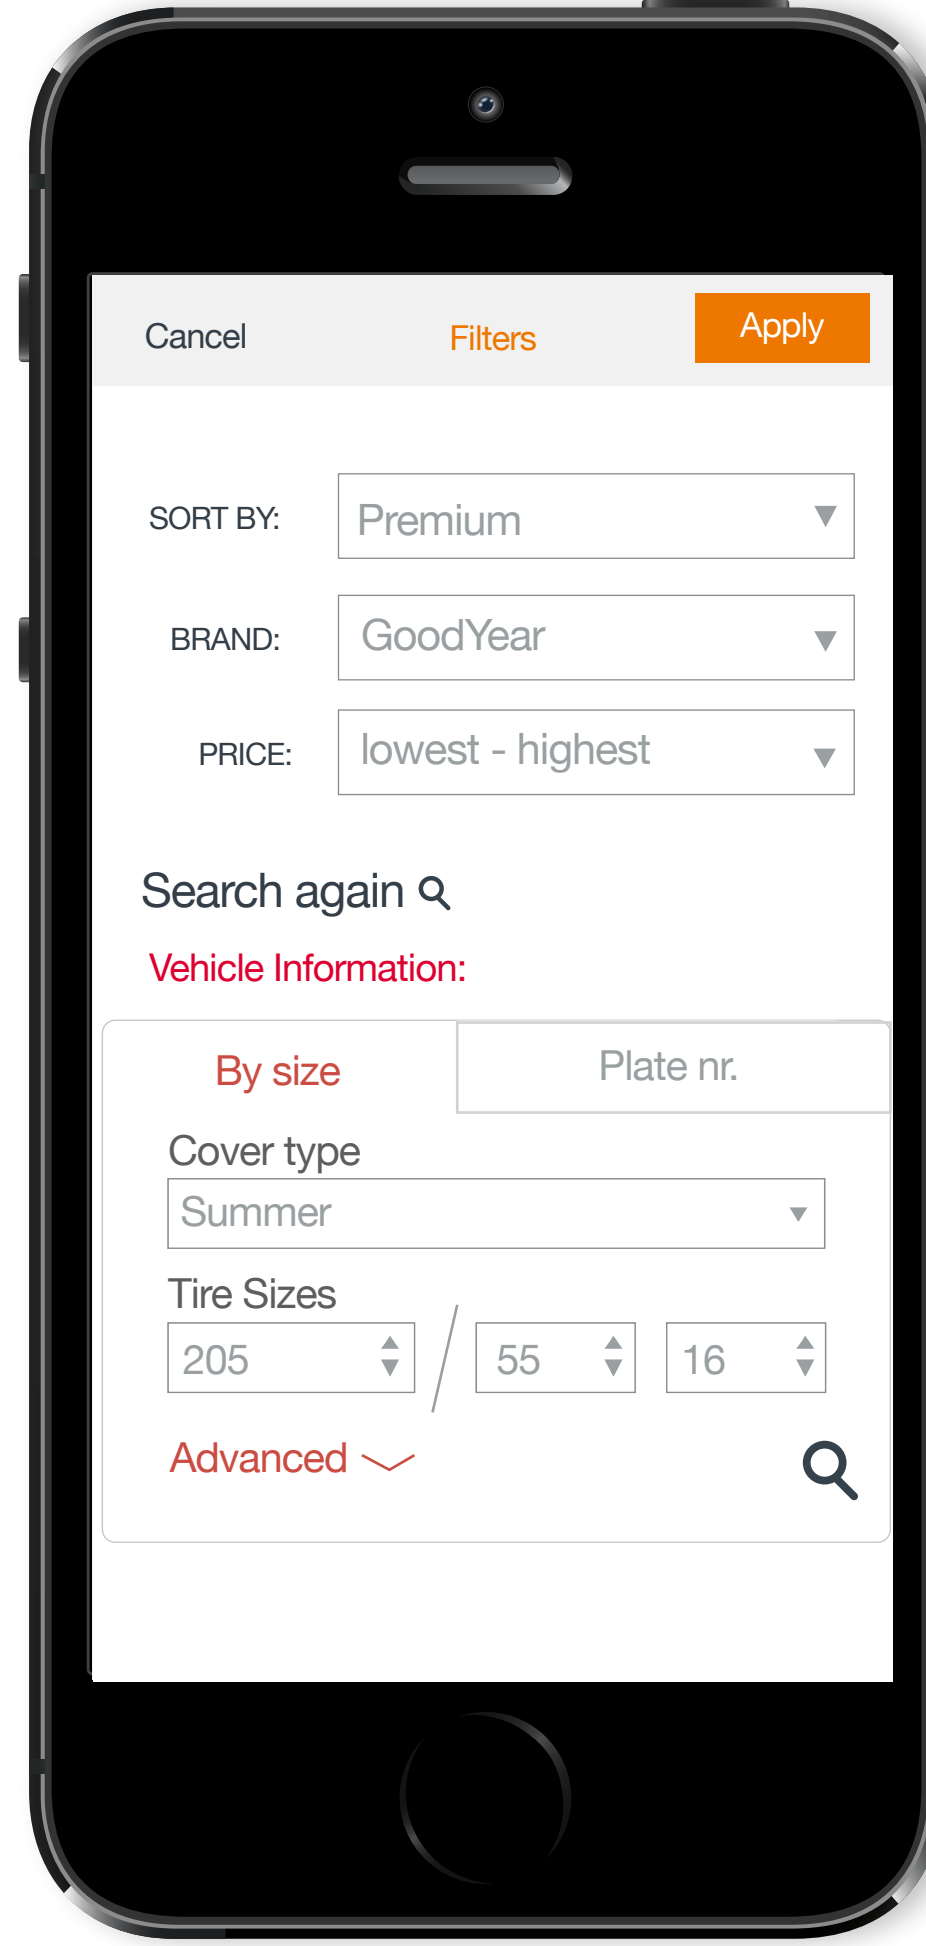 Cancel Filters Apply
SORT BY: Premium
BRAND: GoodYear
PRICE: lowest - highest
Search again
Vehicle Information:
By size Plate nr.
Cover type
Summer
Tire Sizes
205 / 55 16
Advanced